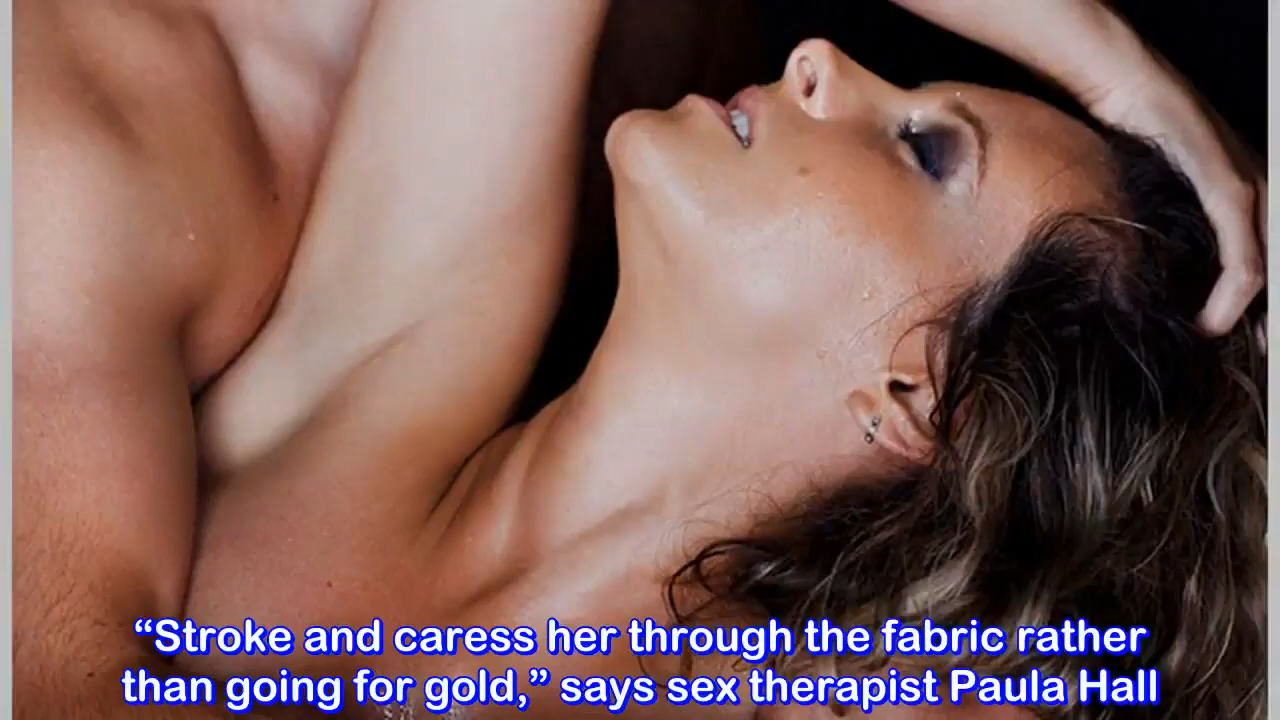 “Stroke and caress her through the fabric rather
than going for gold,” says sex therapist Paula Hall